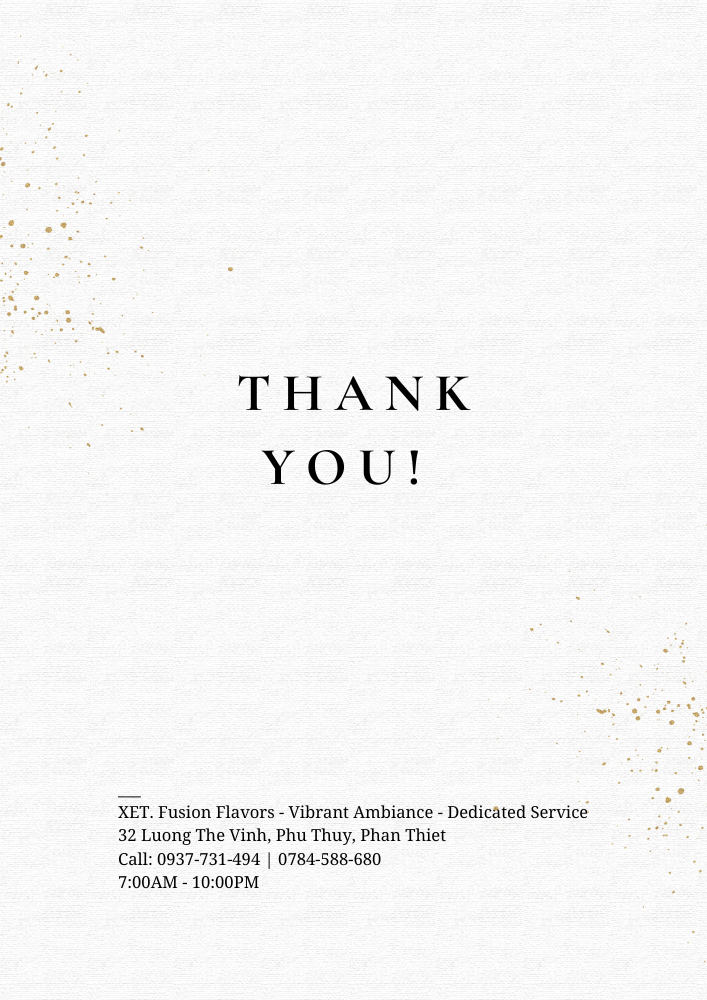 THANK
YOU!
XET. Fusion Flavors - Vibrant Ambiance - Dedicated Service
32 Luong The Vinh, Phu Thuy, Phan Thiet
Call: 0937-731-494 | 0784-588-680
7:00AM - 10:00PM